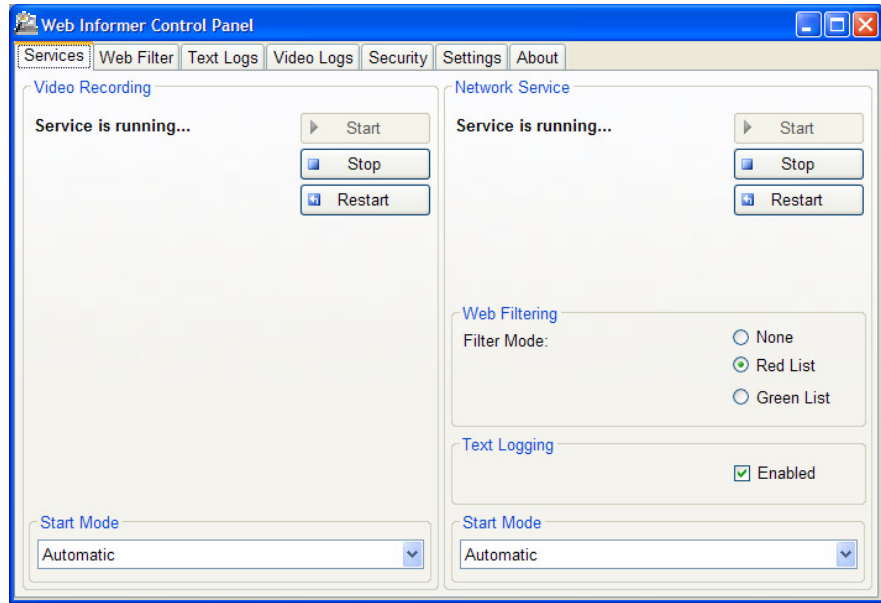 Web Informer Control Panel
Services Web Filter Text Logs Video Logs Security Settings About
Video Recording
Service is running...
Start
Stop
Restart
Start Mode
Automatic
Network Service
Service is running...
Start
Stop
Restart
Web Filtering
Filter Mode:
None
Red List
Green List
Text Logging
Enabled
Start Mode
Automatic